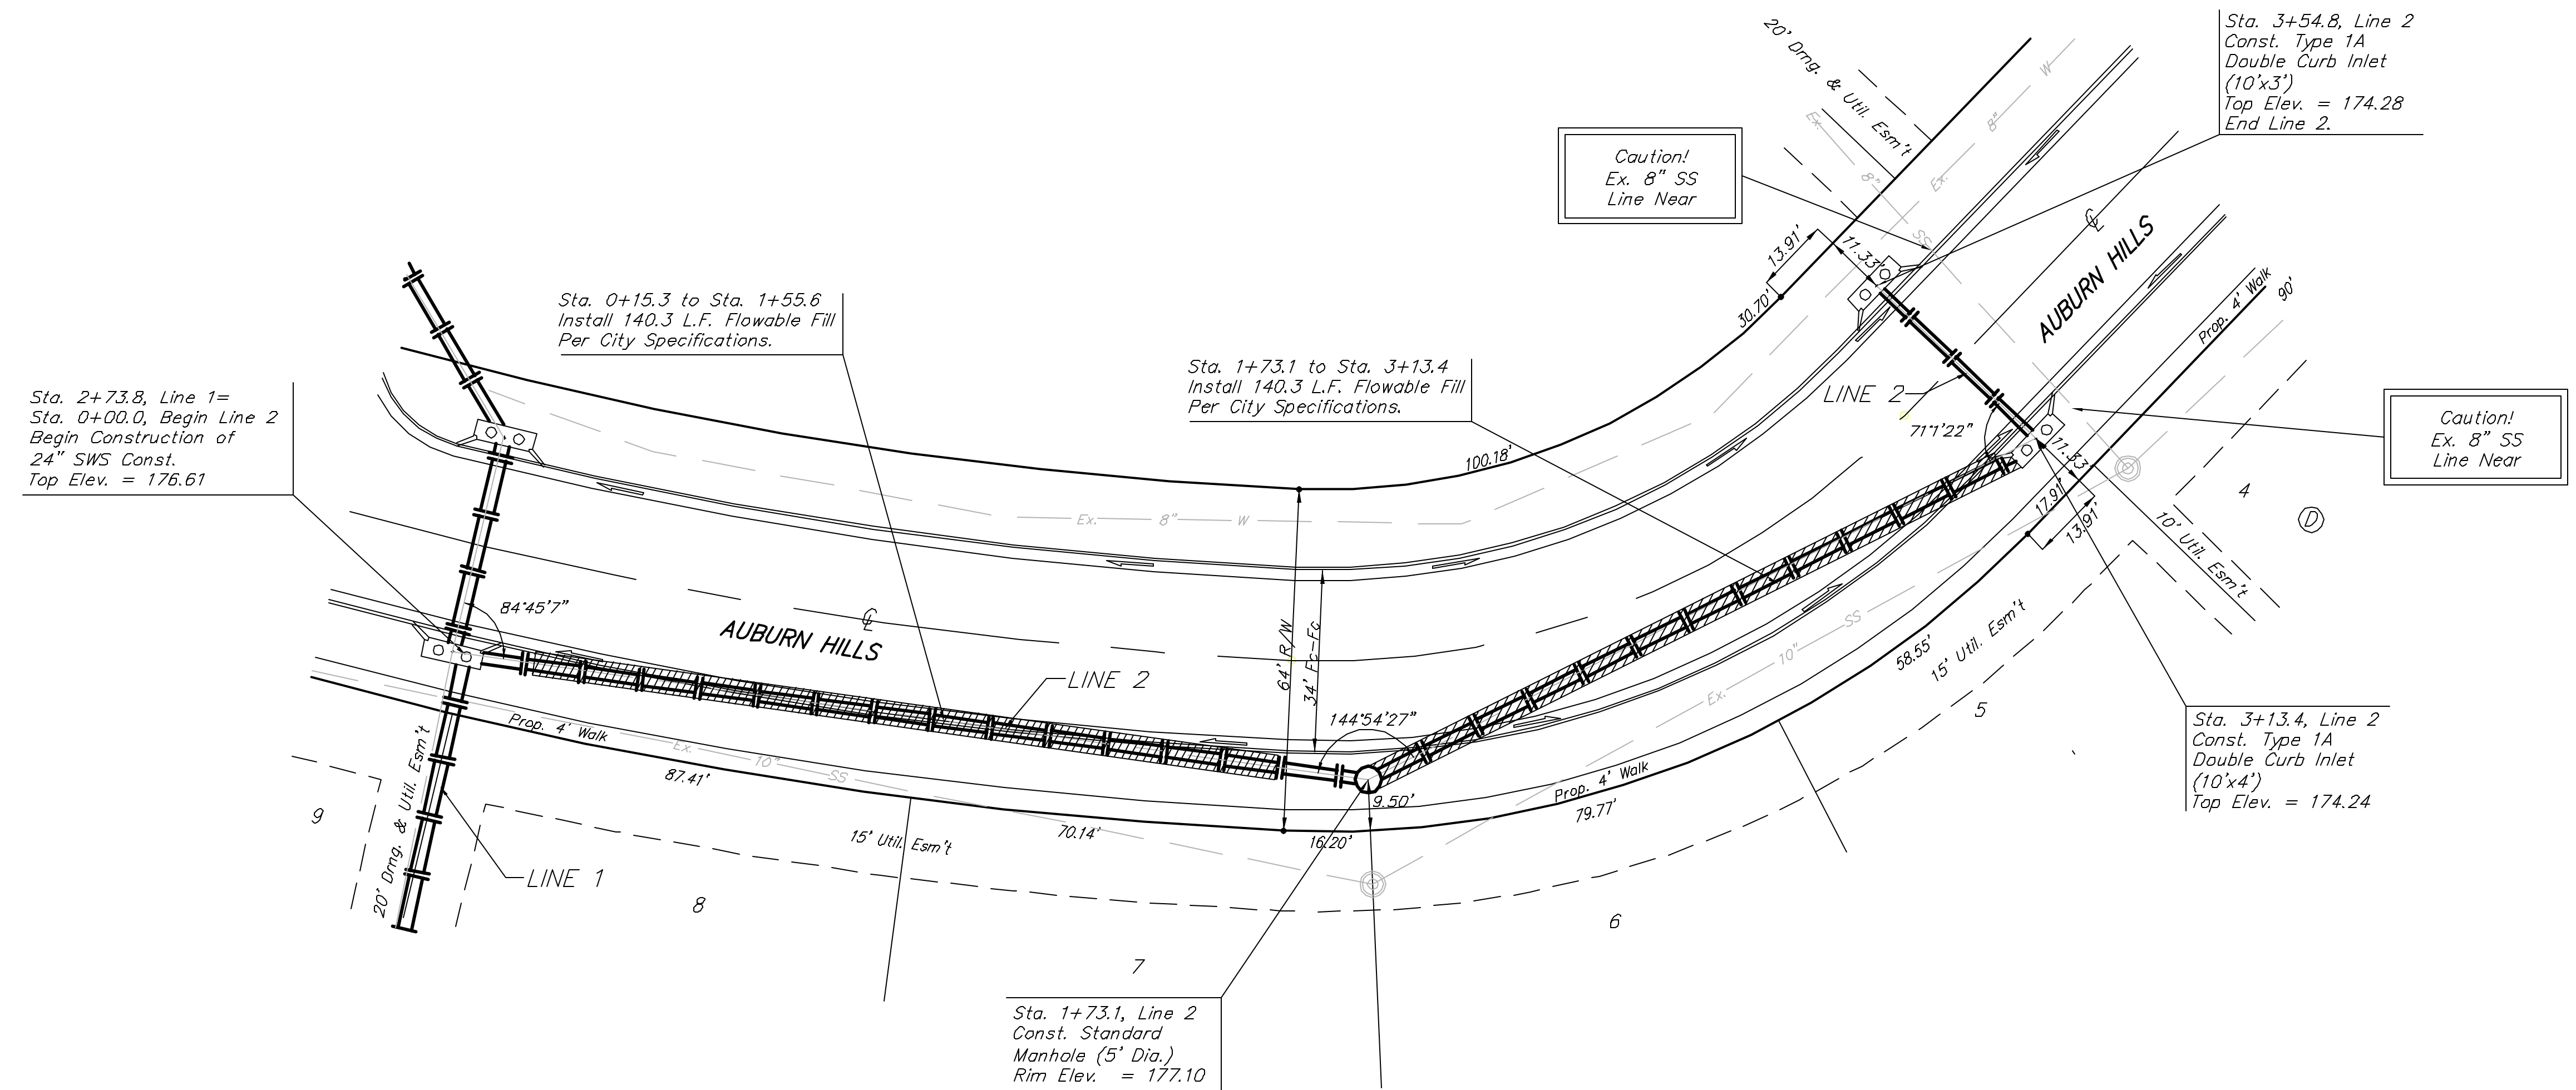 Sta. 3+54.8, Line 2
Const. Type 1A
Double Curb Inlet
(10'x3')
Top Elev. = 174.28
End Line 2.
20' Drng. & Util. Esm't
Ex. 8" W
Ex. 8" SS
Caution!
Ex. 8" SS
Line Near
13.91'
11.33'
30.70'
℄
AUBURN HILLS
Prop. 4' Walk
90'
Sta. 0+15.3 to Sta. 1+55.6
Install 140.3 L.F. Flowable Fill
Per City Specifications.
Sta. 1+73.1 to Sta. 3+13.4
Install 140.3 L.F. Flowable Fill
Per City Specifications.
Sta. 2+73.8, Line 1=
Sta. 0+00.0, Begin Line 2
Begin Construction of
24" SWS Const.
Top Elev. = 176.61
LINE 2
71°1'22"
Caution!
Ex. 8" SS
Line Near
100.18'
11.33'
17.91'
13.91'
4
D
10' Util. Esm't
Ex. 8" W
84°45'7"
℄
AUBURN HILLS
LINE 2
64' R/W
34' Fc-Fc
144°54'27"
Ex. 10" SS
58.55'
15' Util. Esm't
5
Sta. 3+13.4, Line 2
Const. Type 1A
Double Curb Inlet
(10'x4')
Top Elev. = 174.24
Prop. 4' Walk
Ex. 10" SS
87.41'
9.50'
Prop. 4' Walk
79.77'
70.14'
16.20'
15' Util. Esm't
9
20' Drng. & Util. Esm't
LINE 1
8
6
7
Sta. 1+73.1, Line 2
Const. Standard
Manhole (5' Dia.)
Rim Elev. = 177.10